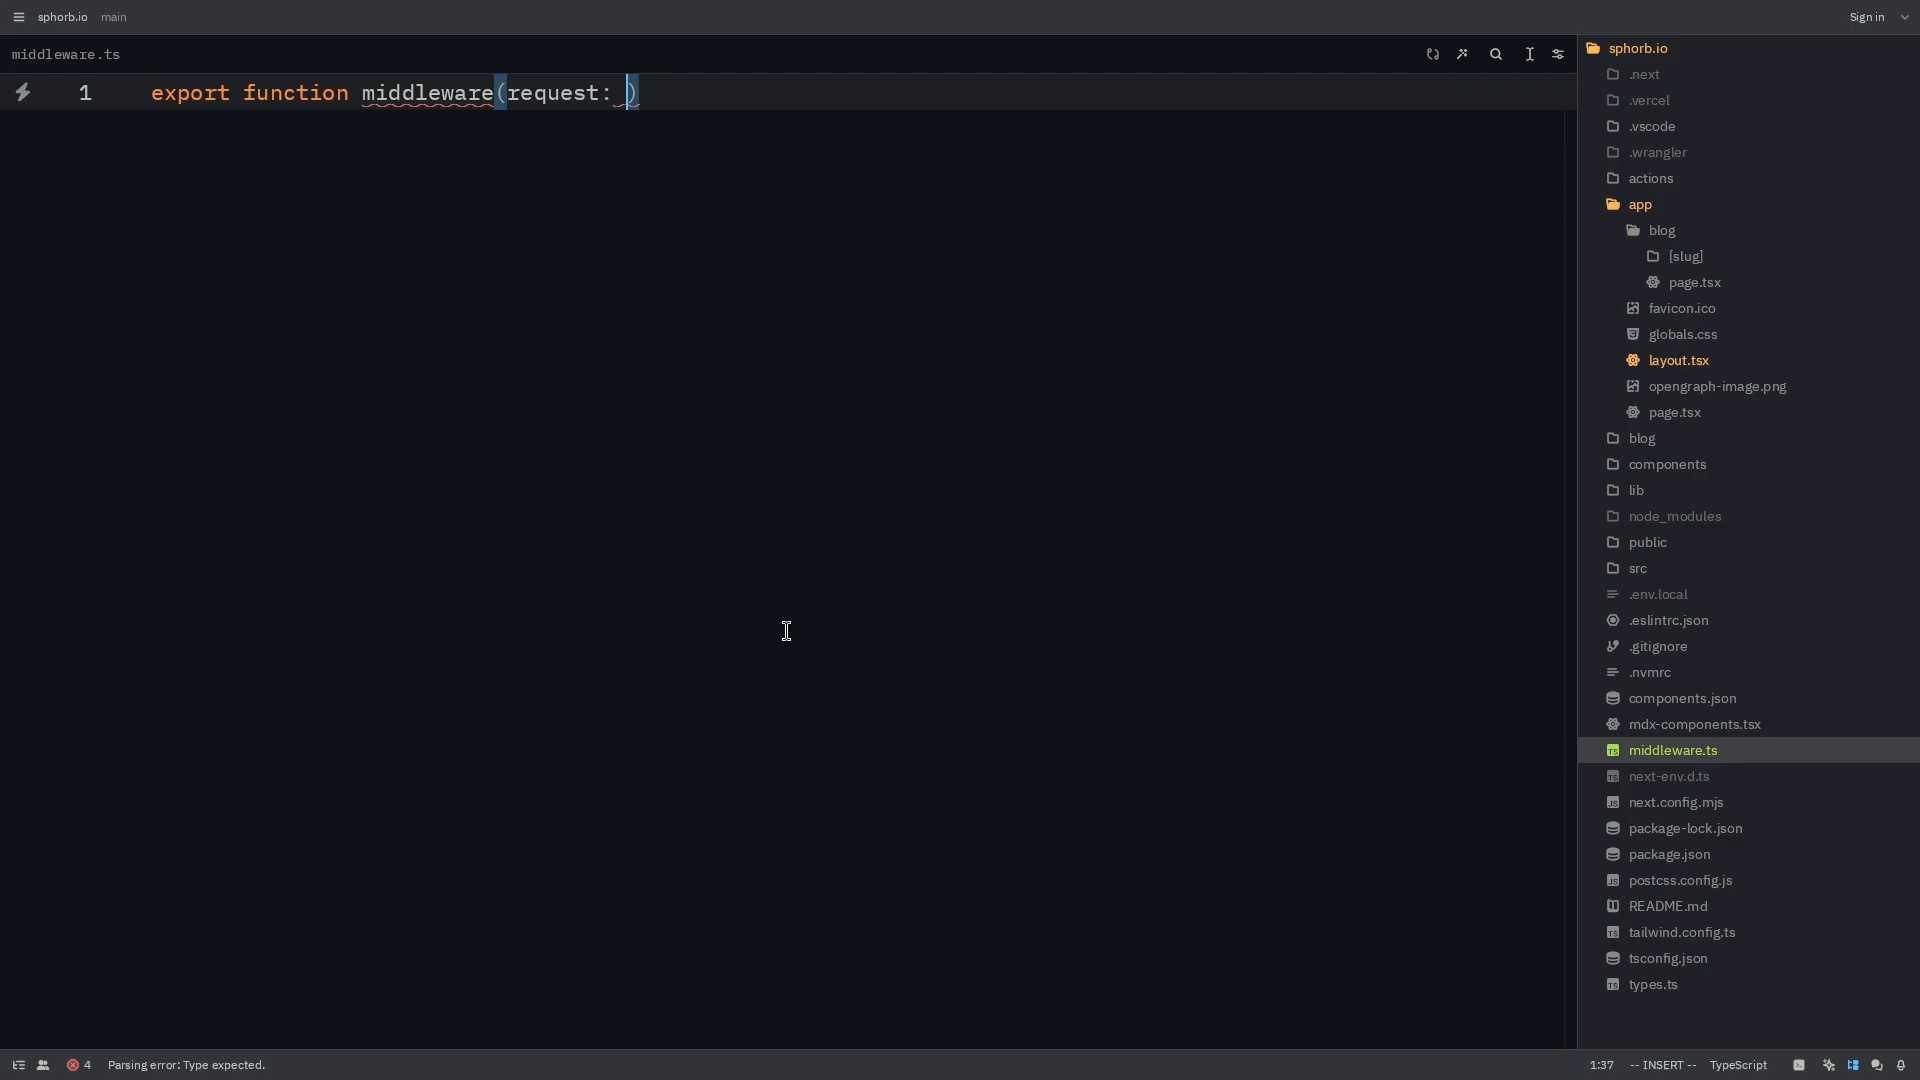 sphorb.io main
Sign in
middleware.ts
1 export function middleware(request: )
sphorb.io
.next
.vercel
.vscode
.wrangler
actions
app
blog
[slug]
page.tsx
favicon.ico
globals.css
layout.tsx
opengraph-image.png
page.tsx
blog
components
lib
node_modules
public
src
.env.local
.eslintrc.json
.gitignore
.nvmrc
components.json
mdx-components.tsx
middleware.ts
next-env.d.ts
next.config.mjs
package-lock.json
package.json
postcss.config.js
README.md
tailwind.config.ts
tsconfig.json
types.ts
4 Parsing error: Type expected.
1:37 -- INSERT -- TypeScript